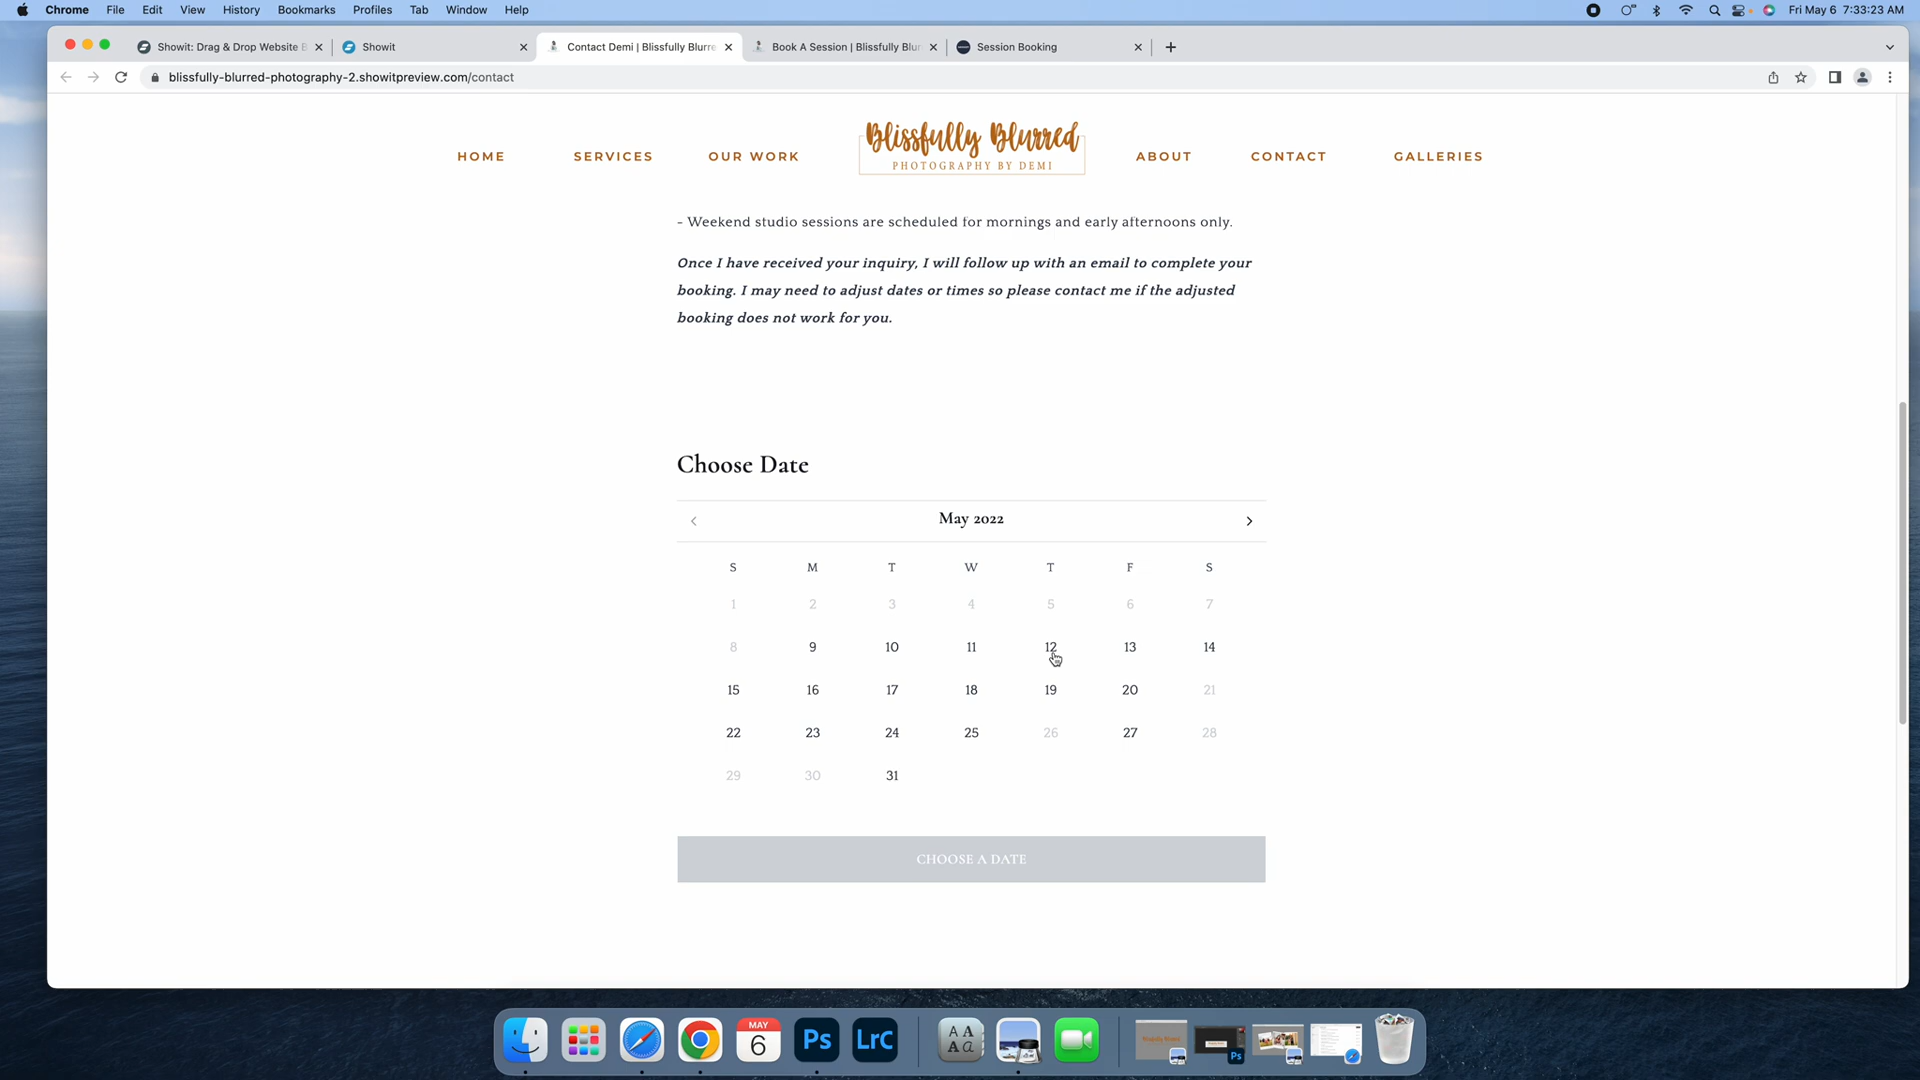 Chrome File Edit View History Bookmarks Profiles Tab Window Help Fri May 6 7:33:23 AM
Showit: Drag & Drop Website B Showit Contact Demi | Blissfully Blurre Book A Session | Blissfully Blur Session Booking
blissfully-blurred-photography-2.showitpreview.com/contact
HOME SERVICES OUR WORK Blissfully Blurred ABOUT CONTACT GALLERIES
PHOTOGRAPHY BY DEMI
- Weekend studio sessions are scheduled for mornings and early afternoons only.
Once I have received your inquiry, I will follow up with an email to complete your
booking. I may need to adjust dates or times so please contact me if the adjusted
booking does not work for you.
Choose Date
May 2022
S M T W T F S
1 2 3 4 5 6 7
8 9 10 11 12 13 14
15 16 17 18 19 20 21
22 23 24 25 26 27 28
29 30 31
CHOOSE A DATE
MAY
6
Ps
LrC
A A
A a
Ps